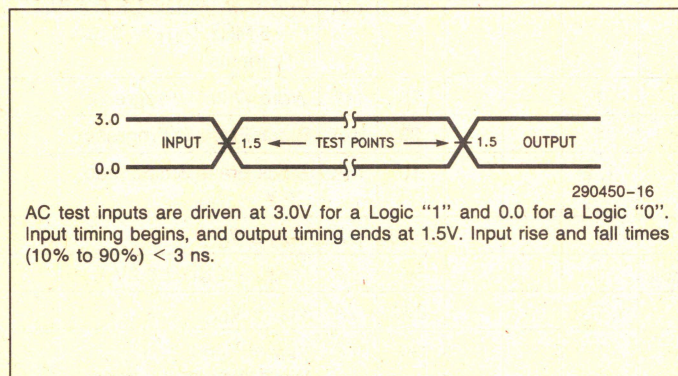 3.0
INPUT 1.5 TEST POINTS 1.5 OUTPUT
0.0
290450-16
AC test inputs are driven at 3.0V for a Logic “1” and 0.0 for a Logic “0”.
Input timing begins, and output timing ends at 1.5V. Input rise and fall times
(10% to 90%) < 3 ns.